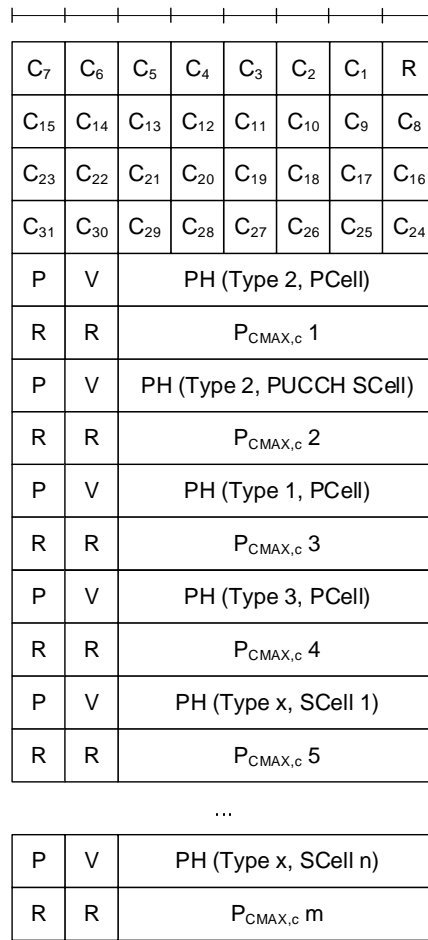 C7 C6 C5 C4 C3 C2 C1 R
C15 C14 C13 C12 C11 C10 C9 C8
C23 C22 C21 C20 C19 C18 C17 C16
C31 C30 C29 C28 C27 C26 C25 C24
P V PH (Type 2, PCell)
R R PCMAX,c 1
P V PH (Type 2, PUCCH SCell)
R R PCMAX,c 2
P V PH (Type 1, PCell)
R R PCMAX,c 3
P V PH (Type 3, PCell)
R R PCMAX,c 4
P V PH (Type x, SCell 1)
R R PCMAX,c 5
...
P V PH (Type x, SCell n)
R R PCMAX,c m